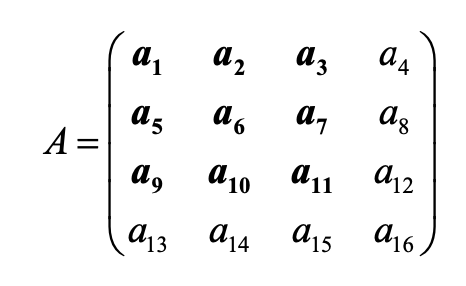 a₁ a₂ a₃ a₄
a₅ a₆ a₇ a₈
A =
a₉ a₁₀ a₁₁ a₁₂
a₁₃ a₁₄ a₁₅ a₁₆